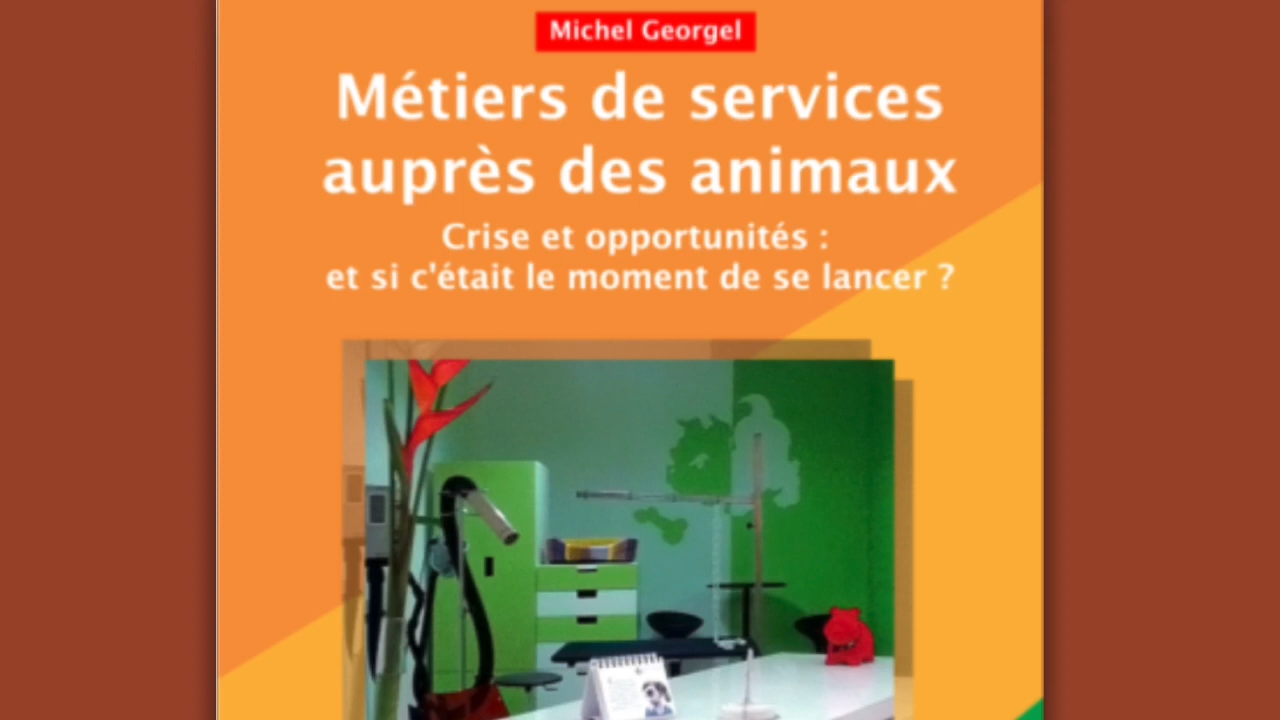 Michel Georgel
Métiers de services
auprès des animaux
Crise et opportunités :
et si c'était le moment de se lancer ?